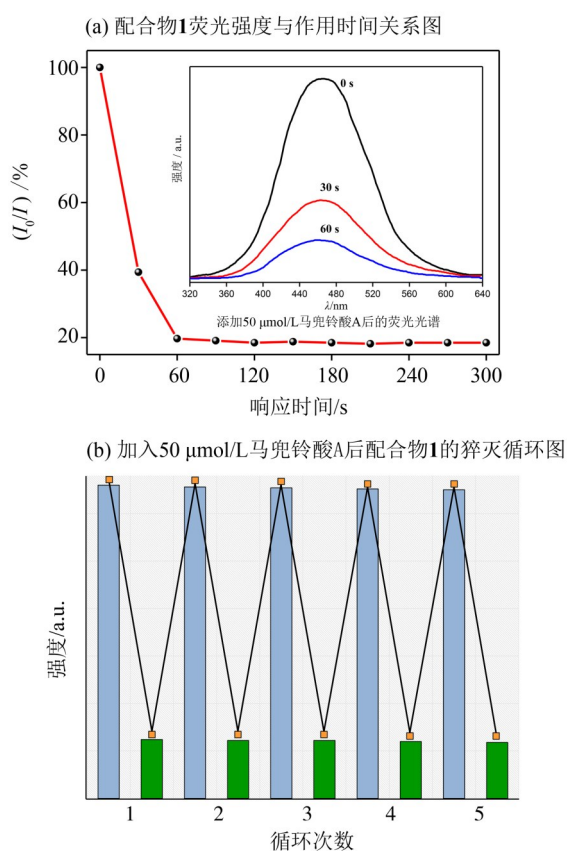 (a) 配合物1荧光强度与作用时间关系图
(I₀/I) /%
100
80
60
40
20
0
60
120
180
240
300
响应时间/s
强度 / a.u.
0 s
30 s
60 s
320
360
400
440
480
520
560
600
640
λ/nm
添加50 μmol/L马兜铃酸A后的荧光光谱
(b) 加入50 μmol/L马兜铃酸A后配合物1的猝灭循环图
强度/a.u.
1
2
3
4
5
循环次数